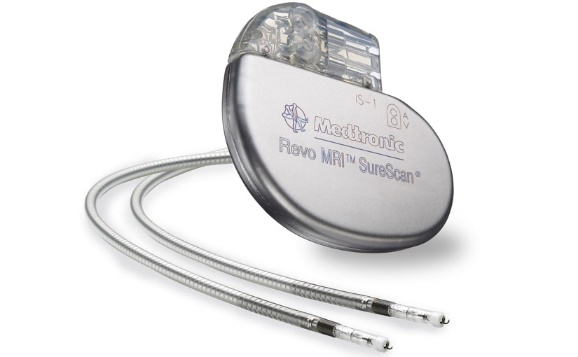 IS-1
A
V
Medtronic
Revo MRI™ SureScan®